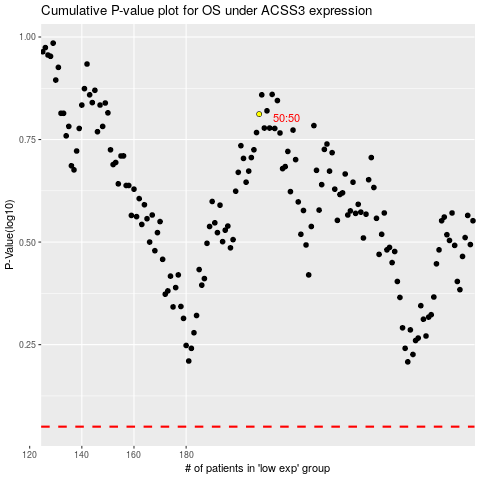 Cumulative P-value plot for OS under ACSS3 expression
P-Value(log10)
1.00
0.75
0.50
0.25
50:50
120 140 160 180
# of patients in 'low exp' group